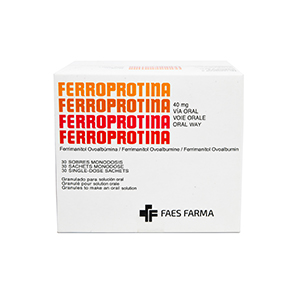 FERROPROTINA
FERROPROTINA
FERROPROTINA
FERROPROTINA
40 mg
VÍA ORAL
VOIE ORALE
ORAL WAY
Ferrimanitol Ovoalbúmina / Ferrimanitol Ovoalbumine / Ferrimannitol Ovoalbumin
30 SOBRES MONODOSIS
30 SACHETS MONODOSE
30 SINGLE-DOSE SACHETS
Granulado para solución oral
Granulé pour solution orale
Granules to make an oral solution
FAES FARMA